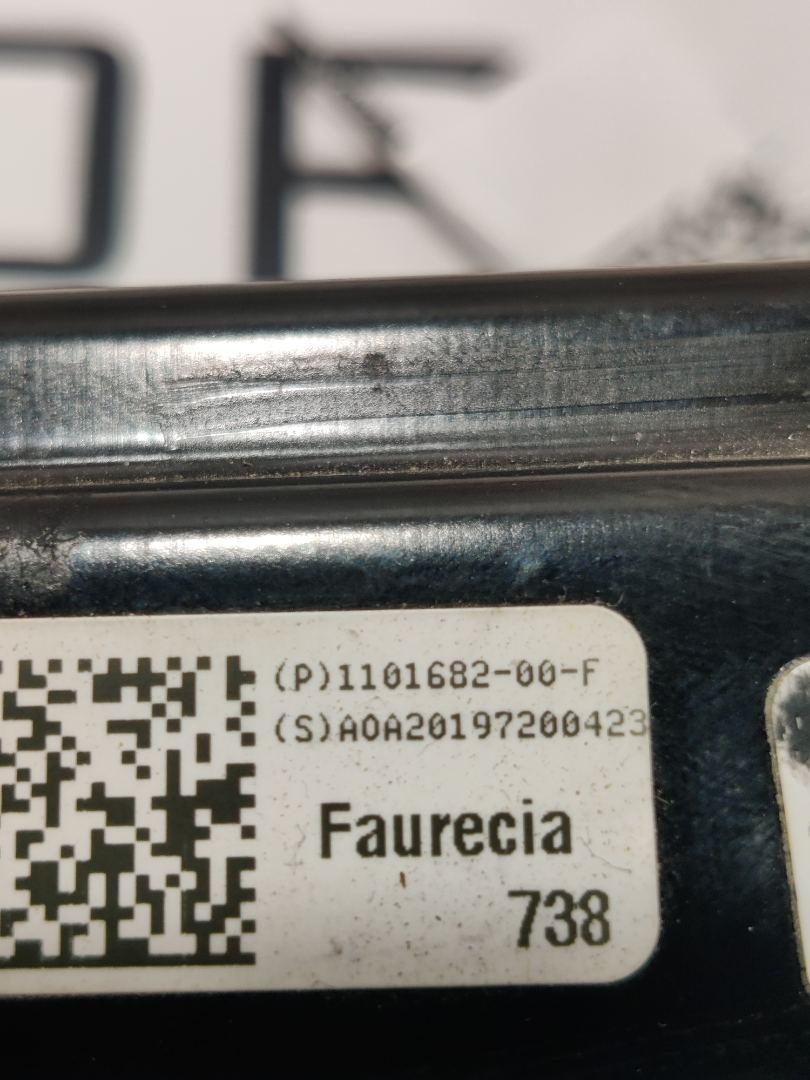 (P)1101682-00-F
(S)A0A20197200423
Faurecia
738